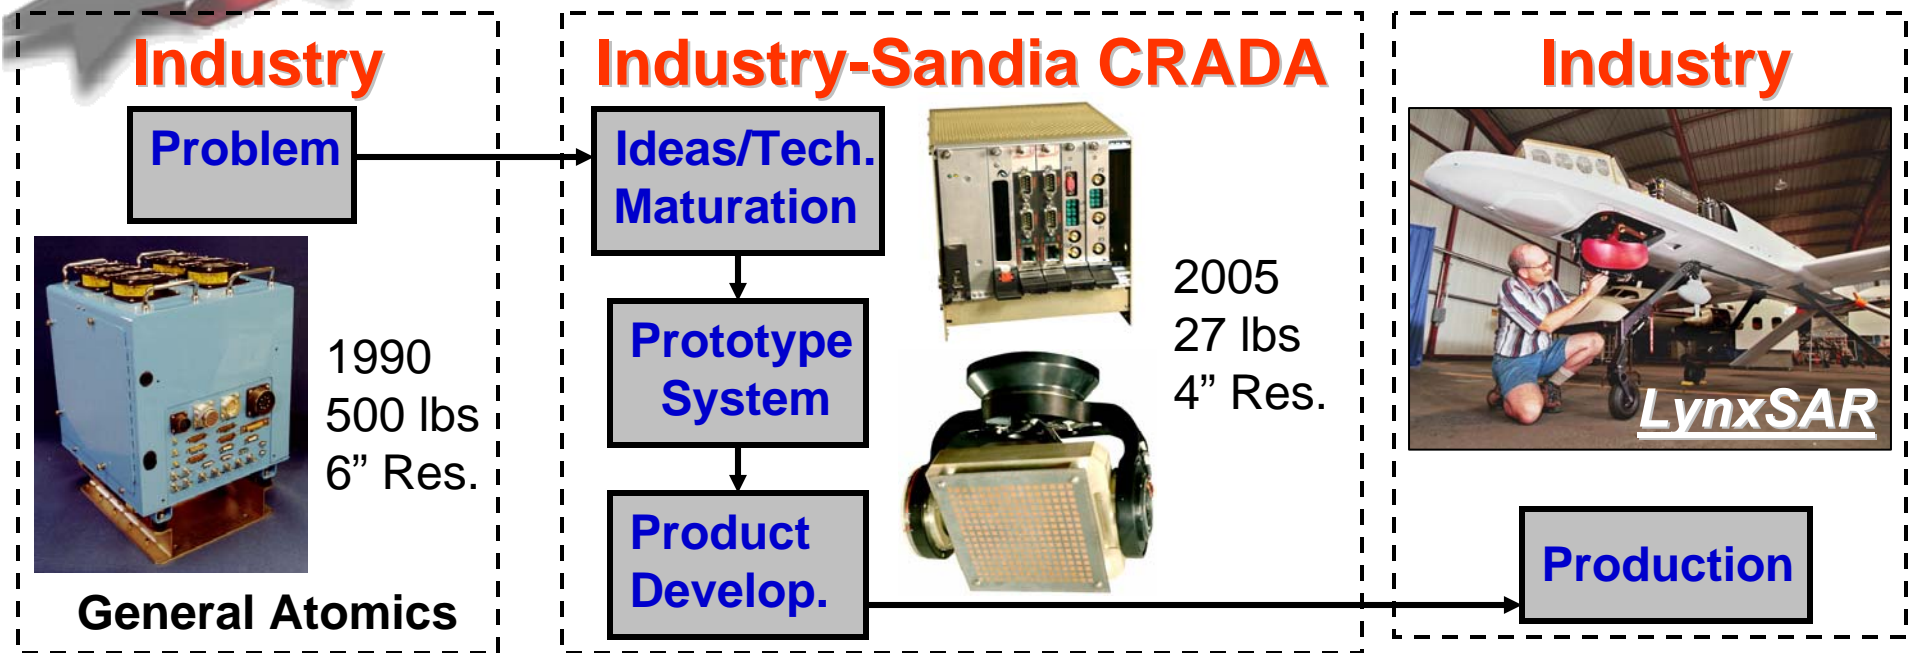 Industry
Problem
1990
500 lbs
6” Res.
General Atomics
Industry-Sandia CRADA
Ideas/Tech.
Maturation
Prototype
System
Product
Develop.
2005
27 lbs
4” Res.
Industry
LynxSAR
Production